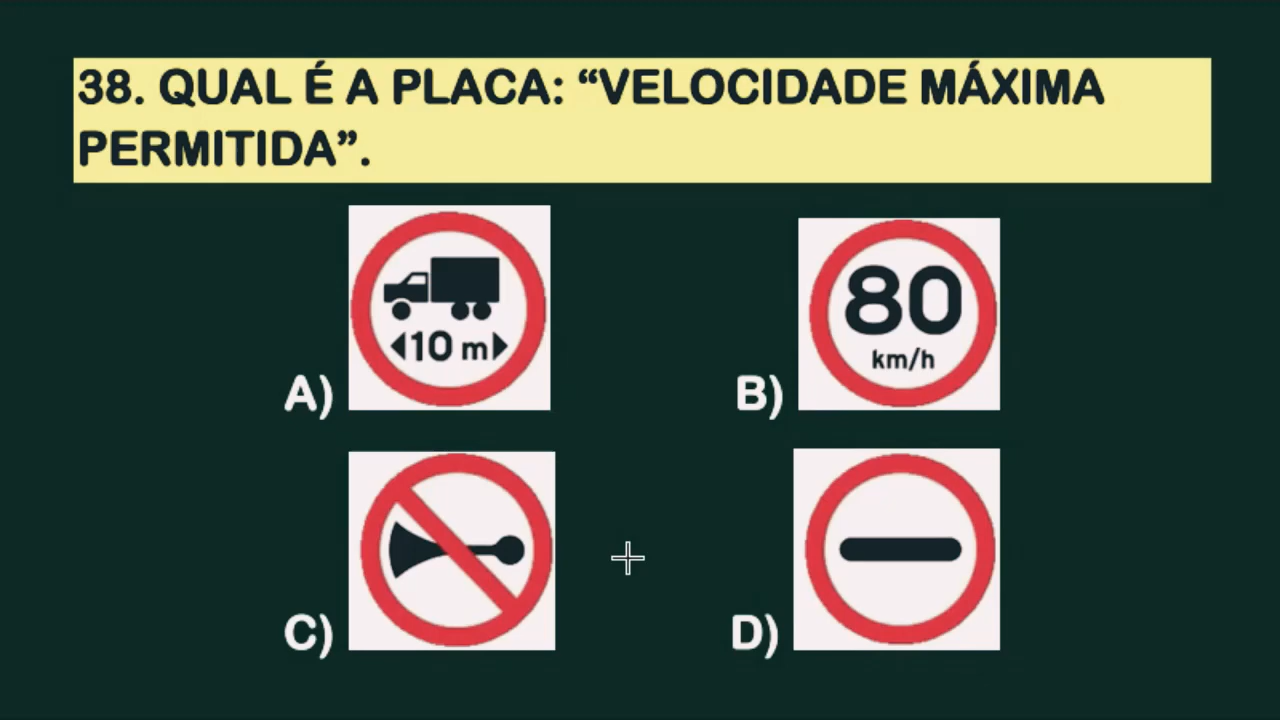 38. QUAL É A PLACA: “VELOCIDADE MÁXIMA
PERMITIDA”.
10 m
A)
80
km/h
B)
C)
D)